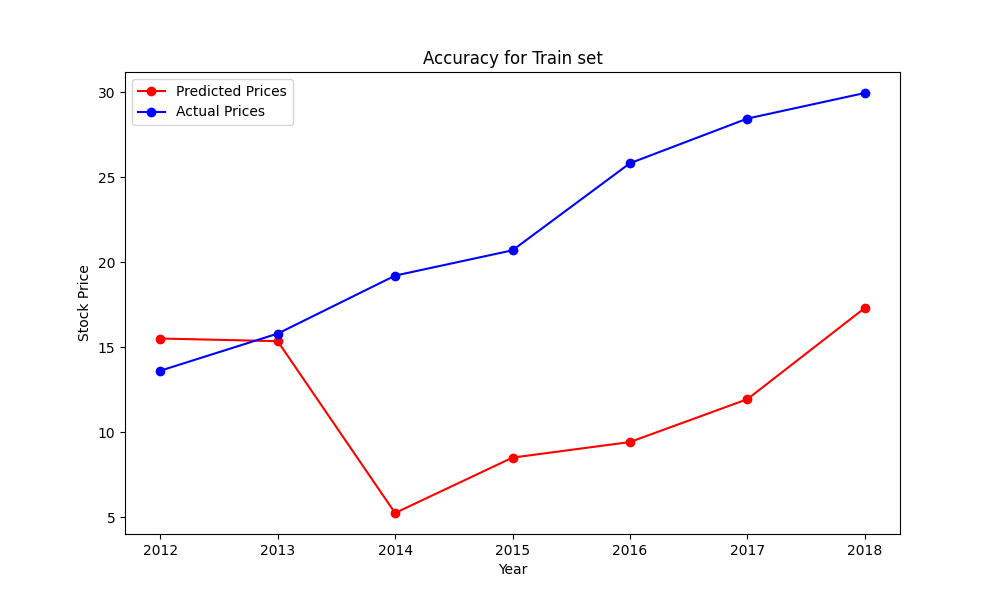 Accuracy for Train set
Predicted Prices
Actual Prices
30
25
20
15
10
5
Stock Price
2012 2013 2014 2015 2016 2017 2018
Year